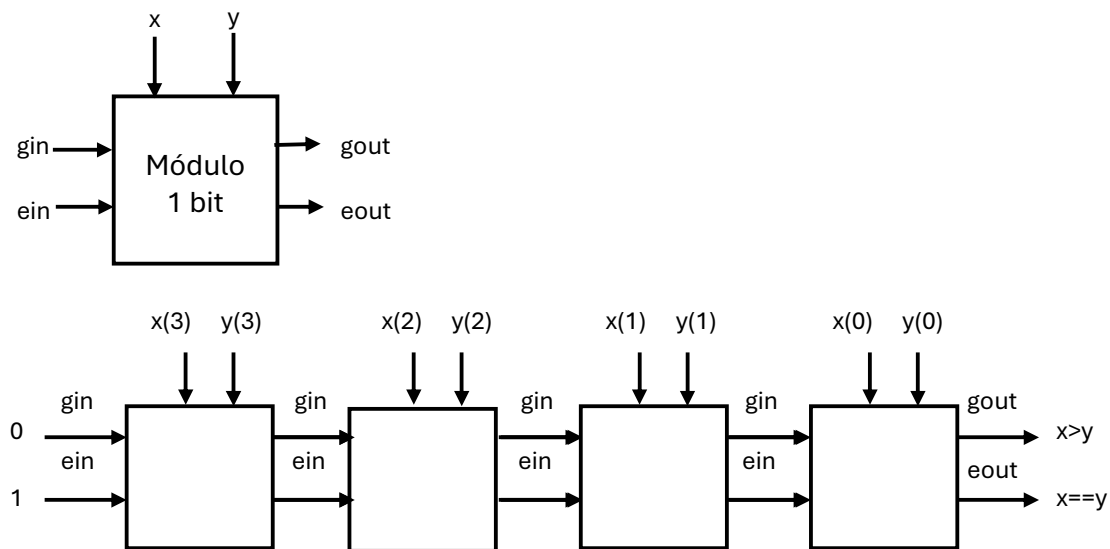 x y
gin
gout
Módulo
1 bit
ein
eout
x(3) y(3) x(2) y(2) x(1) y(1) x(0) y(0)
gin gin gin gin gout
0 x>y
ein ein ein ein eout
1 x==y